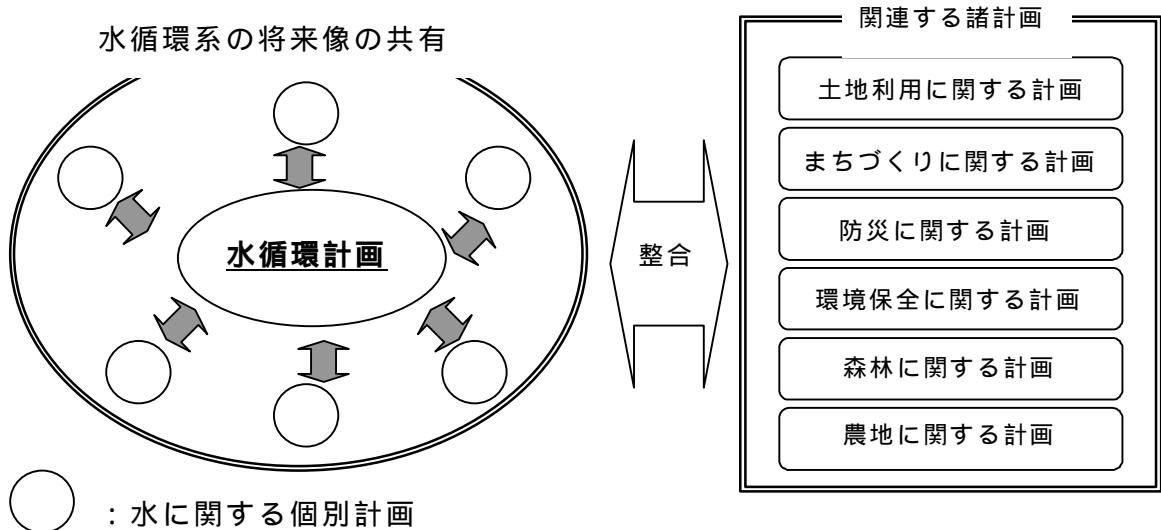 水循環系の将来像の共有
水循環計画
：水に関する個別計画
整合
関連する諸計画
土地利用に関する計画
まちづくりに関する計画
防災に関する計画
環境保全に関する計画
森林に関する計画
農地に関する計画